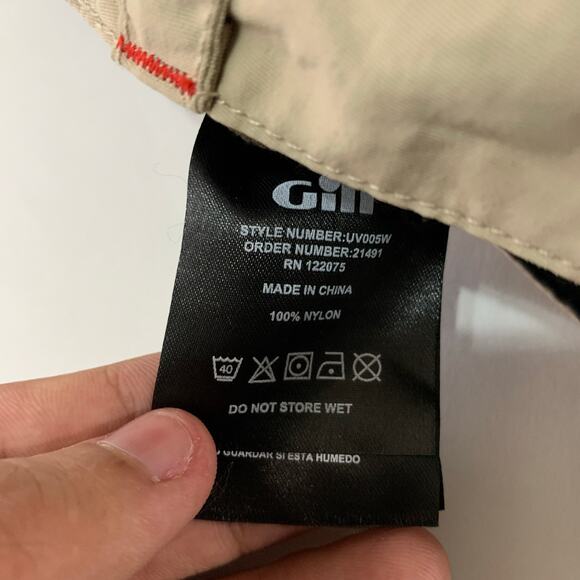 Gill
STYLE NUMBER:UV005W
ORDER NUMBER:21491
RN 122075
MADE IN CHINA
100% NYLON
40
DO NOT STORE WET
GUARDAR SI ESTA HUMEDO